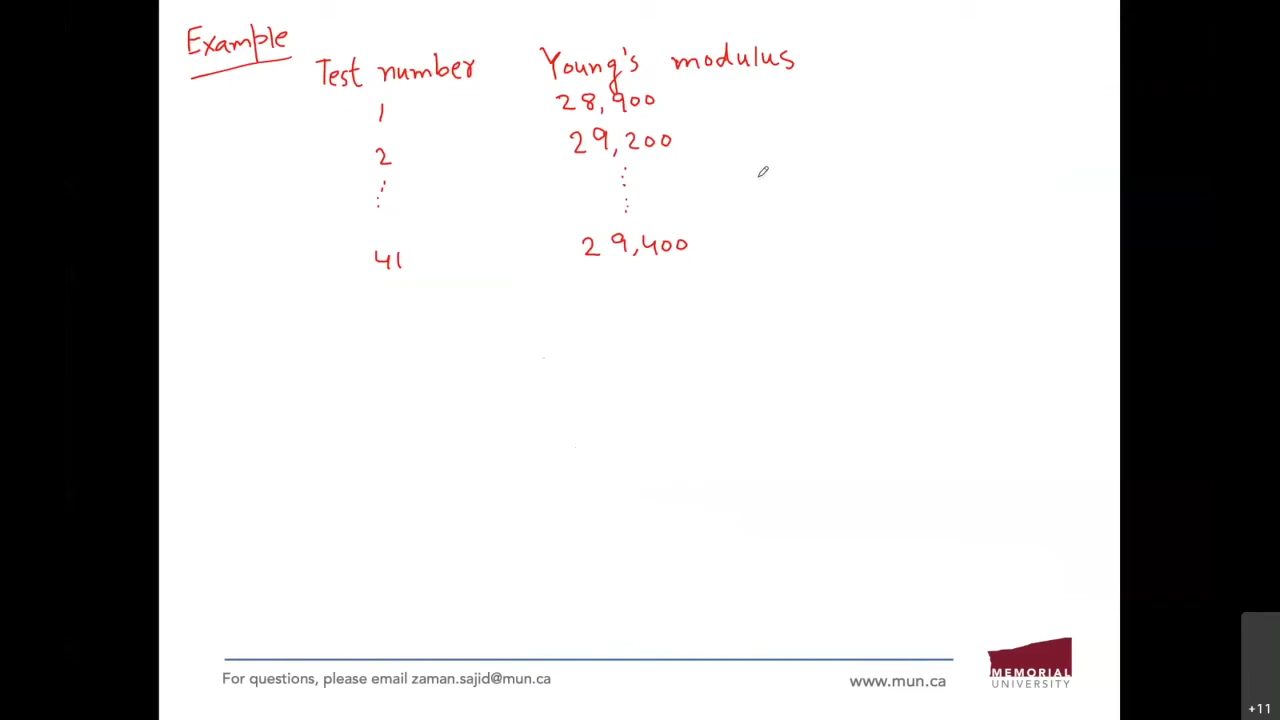 Example
Test number Young's modulus
1 28,900
2 29,200
41 29,400
For questions, please email zaman.sajid@mun.ca www.mun.ca
MEMORIAL
UNIVERSITY
+11